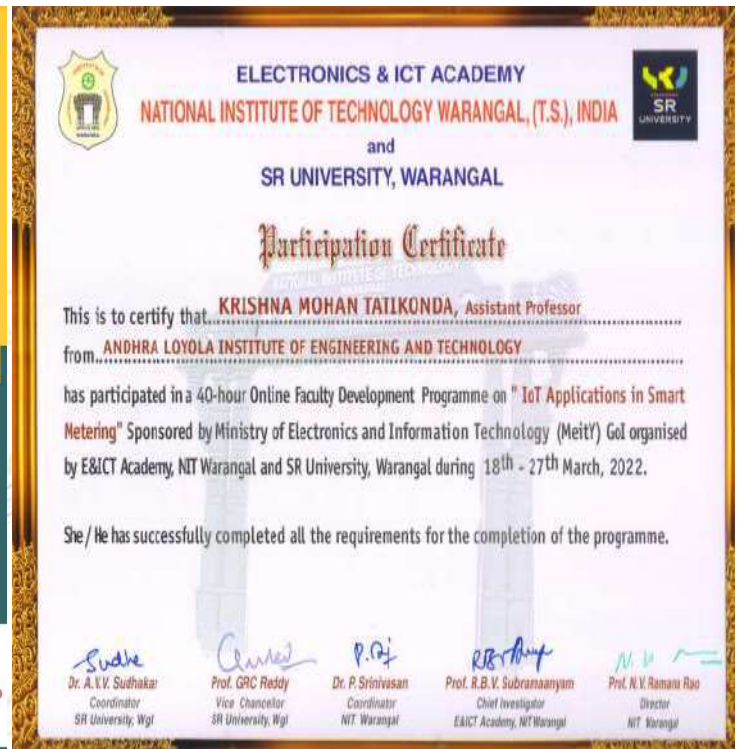 ELECTRONICS & ICT ACADEMY
NATIONAL INSTITUTE OF TECHNOLOGY WARANGAL, (T.S.), INDIA
and
SR UNIVERSITY, WARANGAL
SR
UNIVERSITY
Participation Certificate
This is to certify that KRISHNA MOHAN TATIKONDA, Assistant Professor
from ANDHRA LOYOLA INSTITUTE OF ENGINEERING AND TECHNOLOGY
has participated in a 40-hour Online Faculty Development Programme on " IoT Applications in Smart
Metering" Sponsored by Ministry of Electronics and Information Technology (MeitY) GoI organised
by E&ICT Academy, NIT Warangal and SR University, Warangal during 18th - 27th March, 2022.
She / He has successfully completed all the requirements for the completion of the programme.
Dr. A.V.V. Sudhakar
Coordinator
SR University, Wgl
Prof. GRC Reddy
Vice Chancellor
SR University, Wgl
Dr. P. Srinivasan
Coordinator
NIT Warangal
Prof. R.B.V. Subramaanyam
Chief Investigator
E&ICT Academy, NIT Warangal
Prof. N.V. Ramana Rao
Director
NIT Warangal